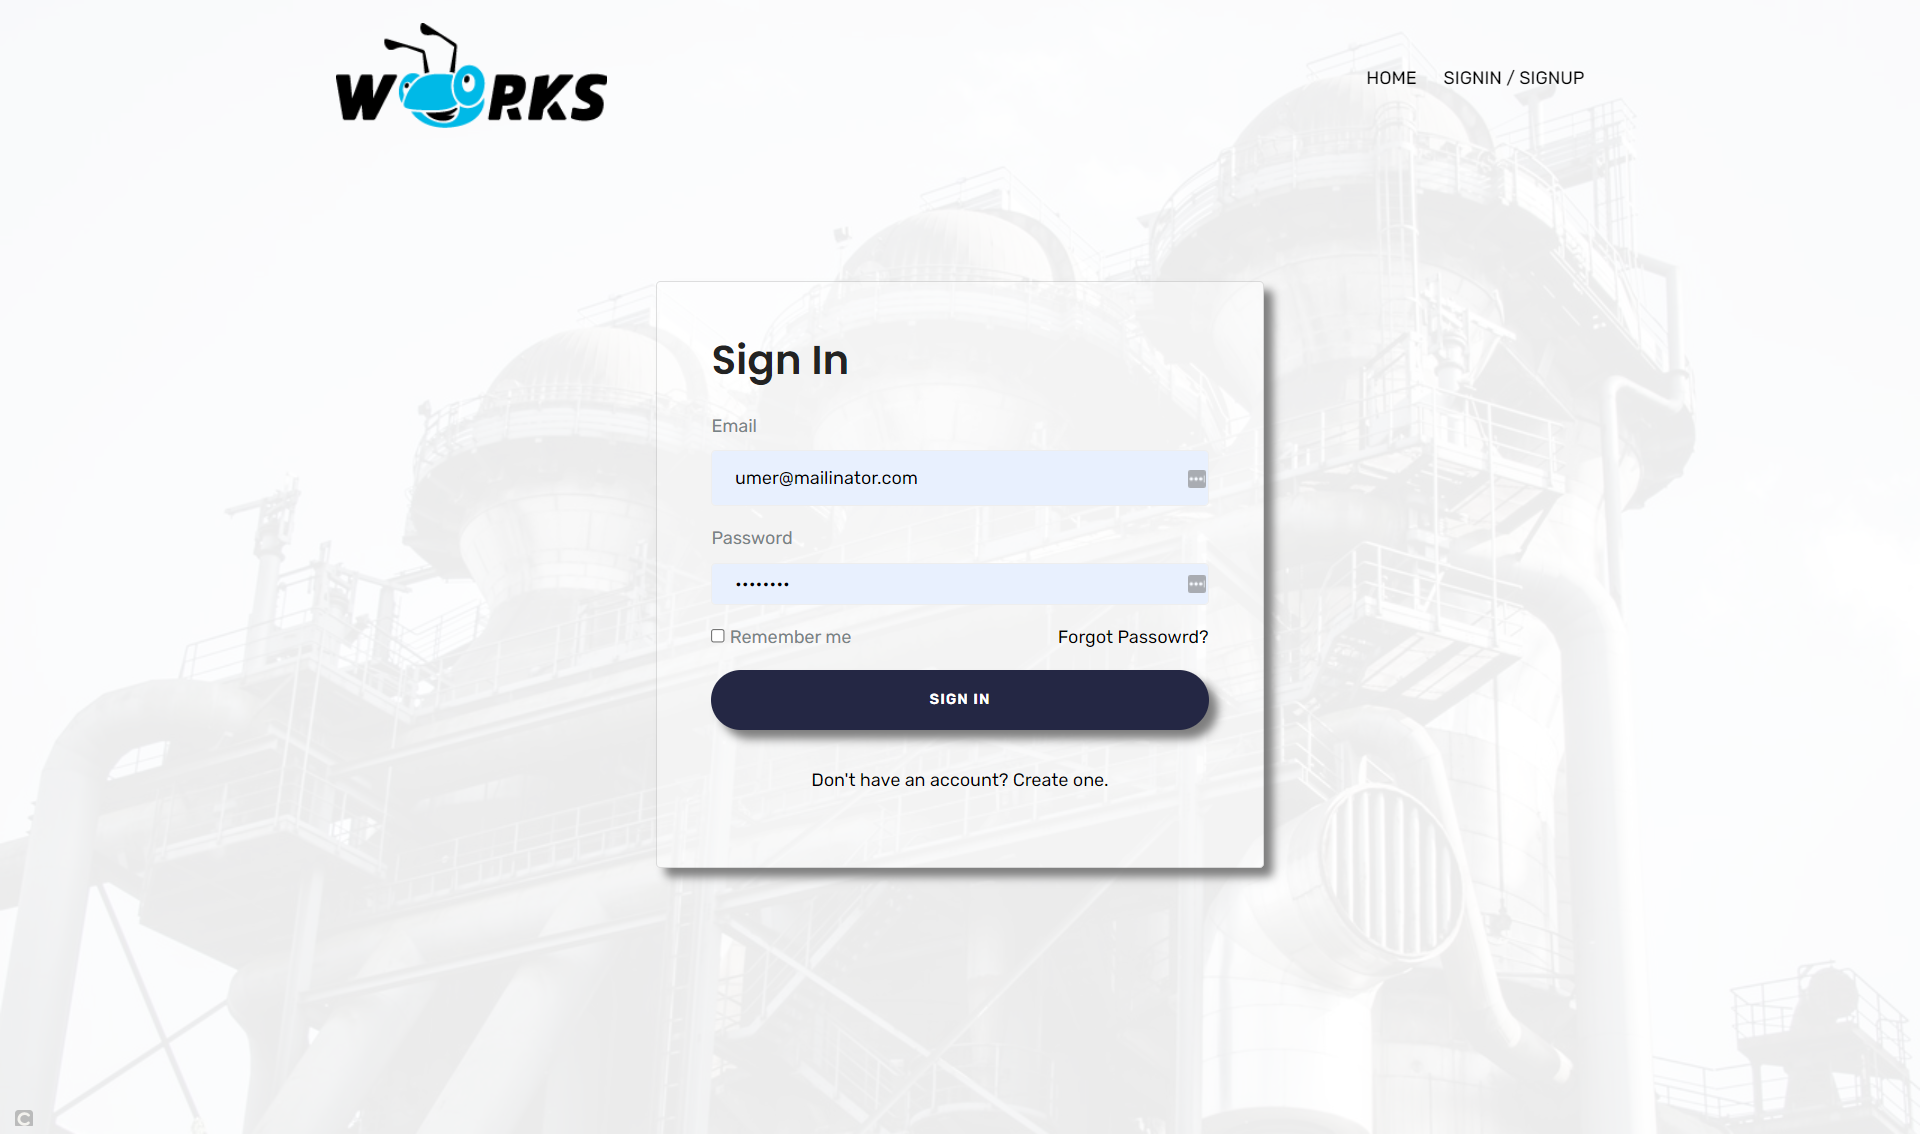 WORKS
HOME SIGNIN / SIGNUP
Sign In
Email
umer@mailinator.com
Password
••••••••
Remember me Forgot Passowrd?
SIGN IN
Don't have an account? Create one.